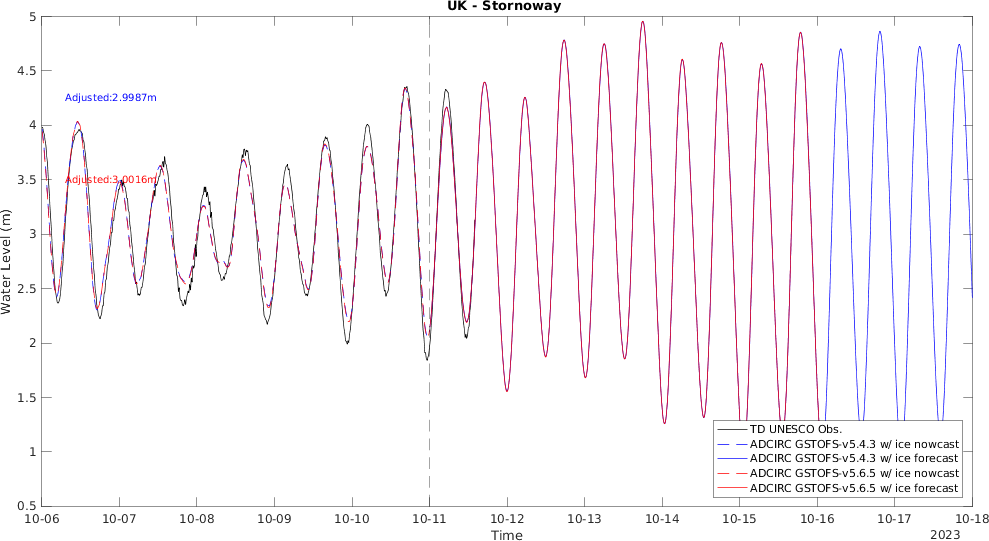 UK - Stornoway
5
4.5
4
3.5
3
2.5
2
1.5
1
0.5
Water Level (m)
Adjusted:2.9987m
Adjusted:3.0016m
TD UNESCO Obs.
ADCIRC GSTOFS-v5.4.3 w/ ice nowcast
ADCIRC GSTOFS-v5.4.3 w/ ice forecast
ADCIRC GSTOFS-v5.6.5 w/ ice nowcast
ADCIRC GSTOFS-v5.6.5 w/ ice forecast
10-06 10-07 10-08 10-09 10-10 10-11 10-12 10-13 10-14 10-15 10-16 10-17 10-18
Time
2023